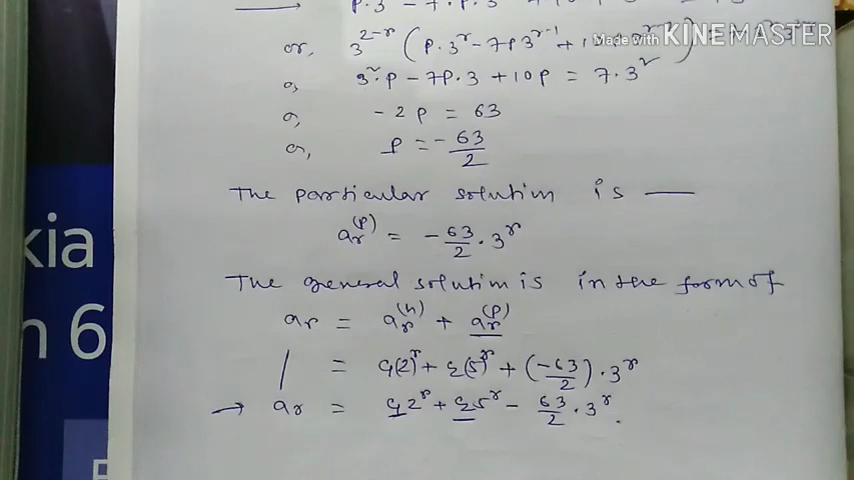 or, 3^{2-r} (P.3^r - 7P3^{r-1} + 10
Made with KINEMASTER
o, 3^2.P - 7P.3 + 10P = 7.3^2
o, -2P = 63
or, P = -63/2
The particular solution is —
a_r^{(P)} = -63/2 . 3^r
The general solution is in the form of
a_r = a_r^{(h)} + a_r^{(P)}
= C_1(2)^r + C_2(5)^r + (-63/2) . 3^r
→ a_r = C_1 2^r + C_2 5^r - 63/2 . 3^r.
kia
n 6